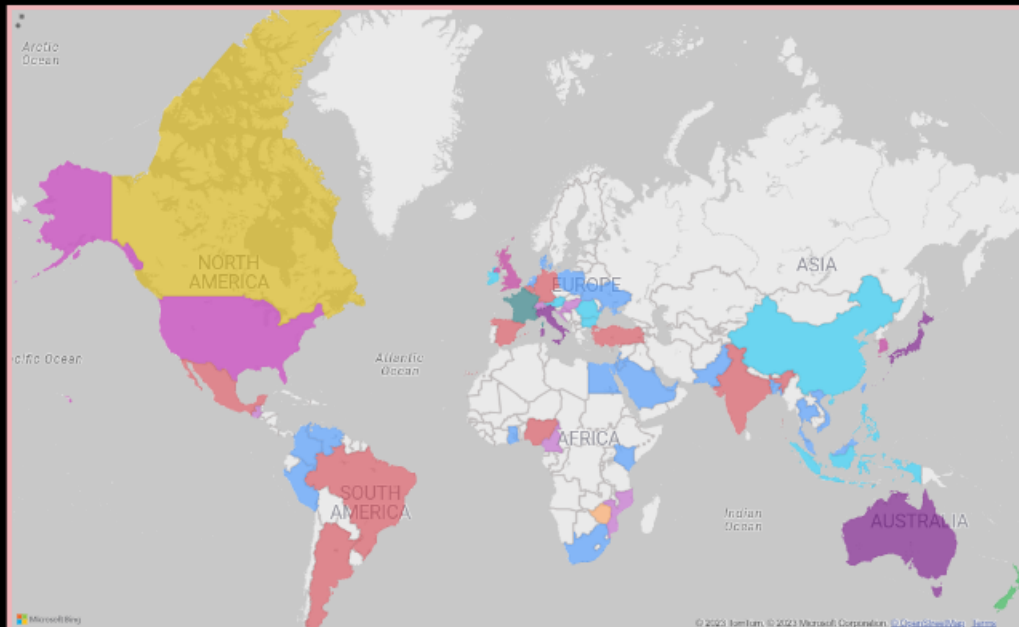 Arctic
Ocean
NORTH
AMERICA
EUROPE
ASIA
cific Ocean
Atlantic
Ocean
AFRICA
SOUTH
AMERICA
Indian
Ocean
AUSTRALIA
Microsoft Bing
© 2023 TomTom, © 2023 Microsoft Corporation, © OpenStreetMap Terms